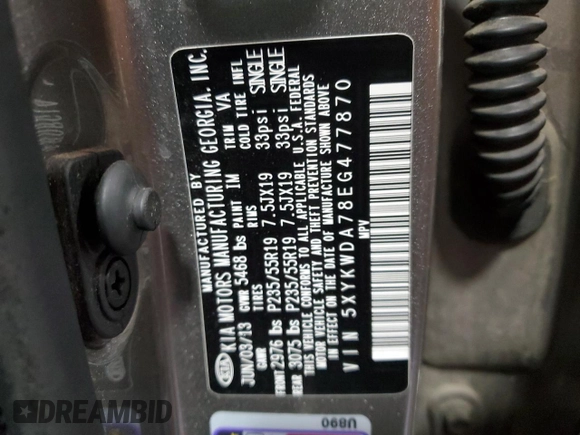 MANUFACTURED BY
KIA KIA MOTORS MANUFACTURING GEORGIA, INC.
JUN/03/13 GVWR 5468 lbs PAINT IM TRIM VA
GAWR TIRES RIMS COLD TIRE INFL
FRONT 2976 lbs P235/55R19 7.5JX19 33psi SINGLE
REAR 3075 lbs P235/55R19 7.5JX19 33psi SINGLE
THIS VEHICLE CONFORMS TO ALL APPLICABLE U.S.A. FEDERAL
MOTOR VEHICLE SAFETY AND THEFT PREVENTION STANDARDS
IN EFFECT ON THE DATE OF MANUFACTURE SHOWN ABOVE
VIN 5XYKWDA78EG477870
MPV
U890
DREAMBID